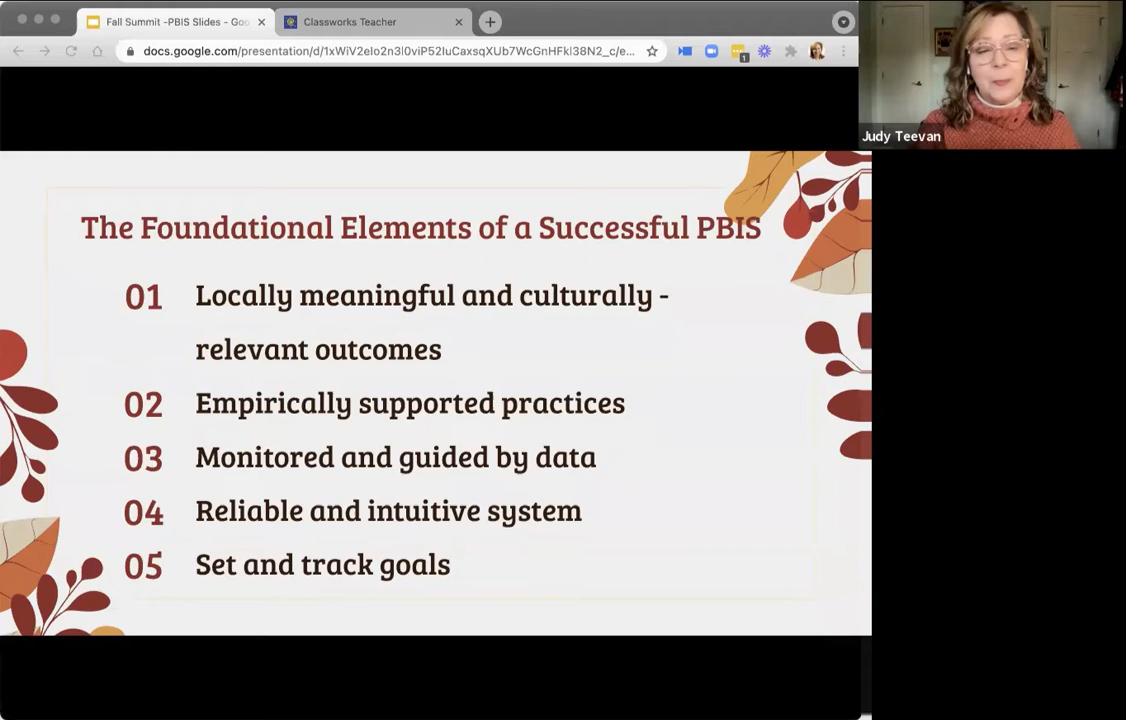 Fall Summit -PBIS Slides - Goo
Classworks Teacher
docs.google.com/presentation/d/1xWiV2eIo2n3l0viP52IuCaxsqXUb7WcGnHFkl38N2_c/e...
1
Judy Teevan
The Foundational Elements of a Successful PBIS
01 Locally meaningful and culturally -
relevant outcomes
02 Empirically supported practices
03 Monitored and guided by data
04 Reliable and intuitive system
05 Set and track goals